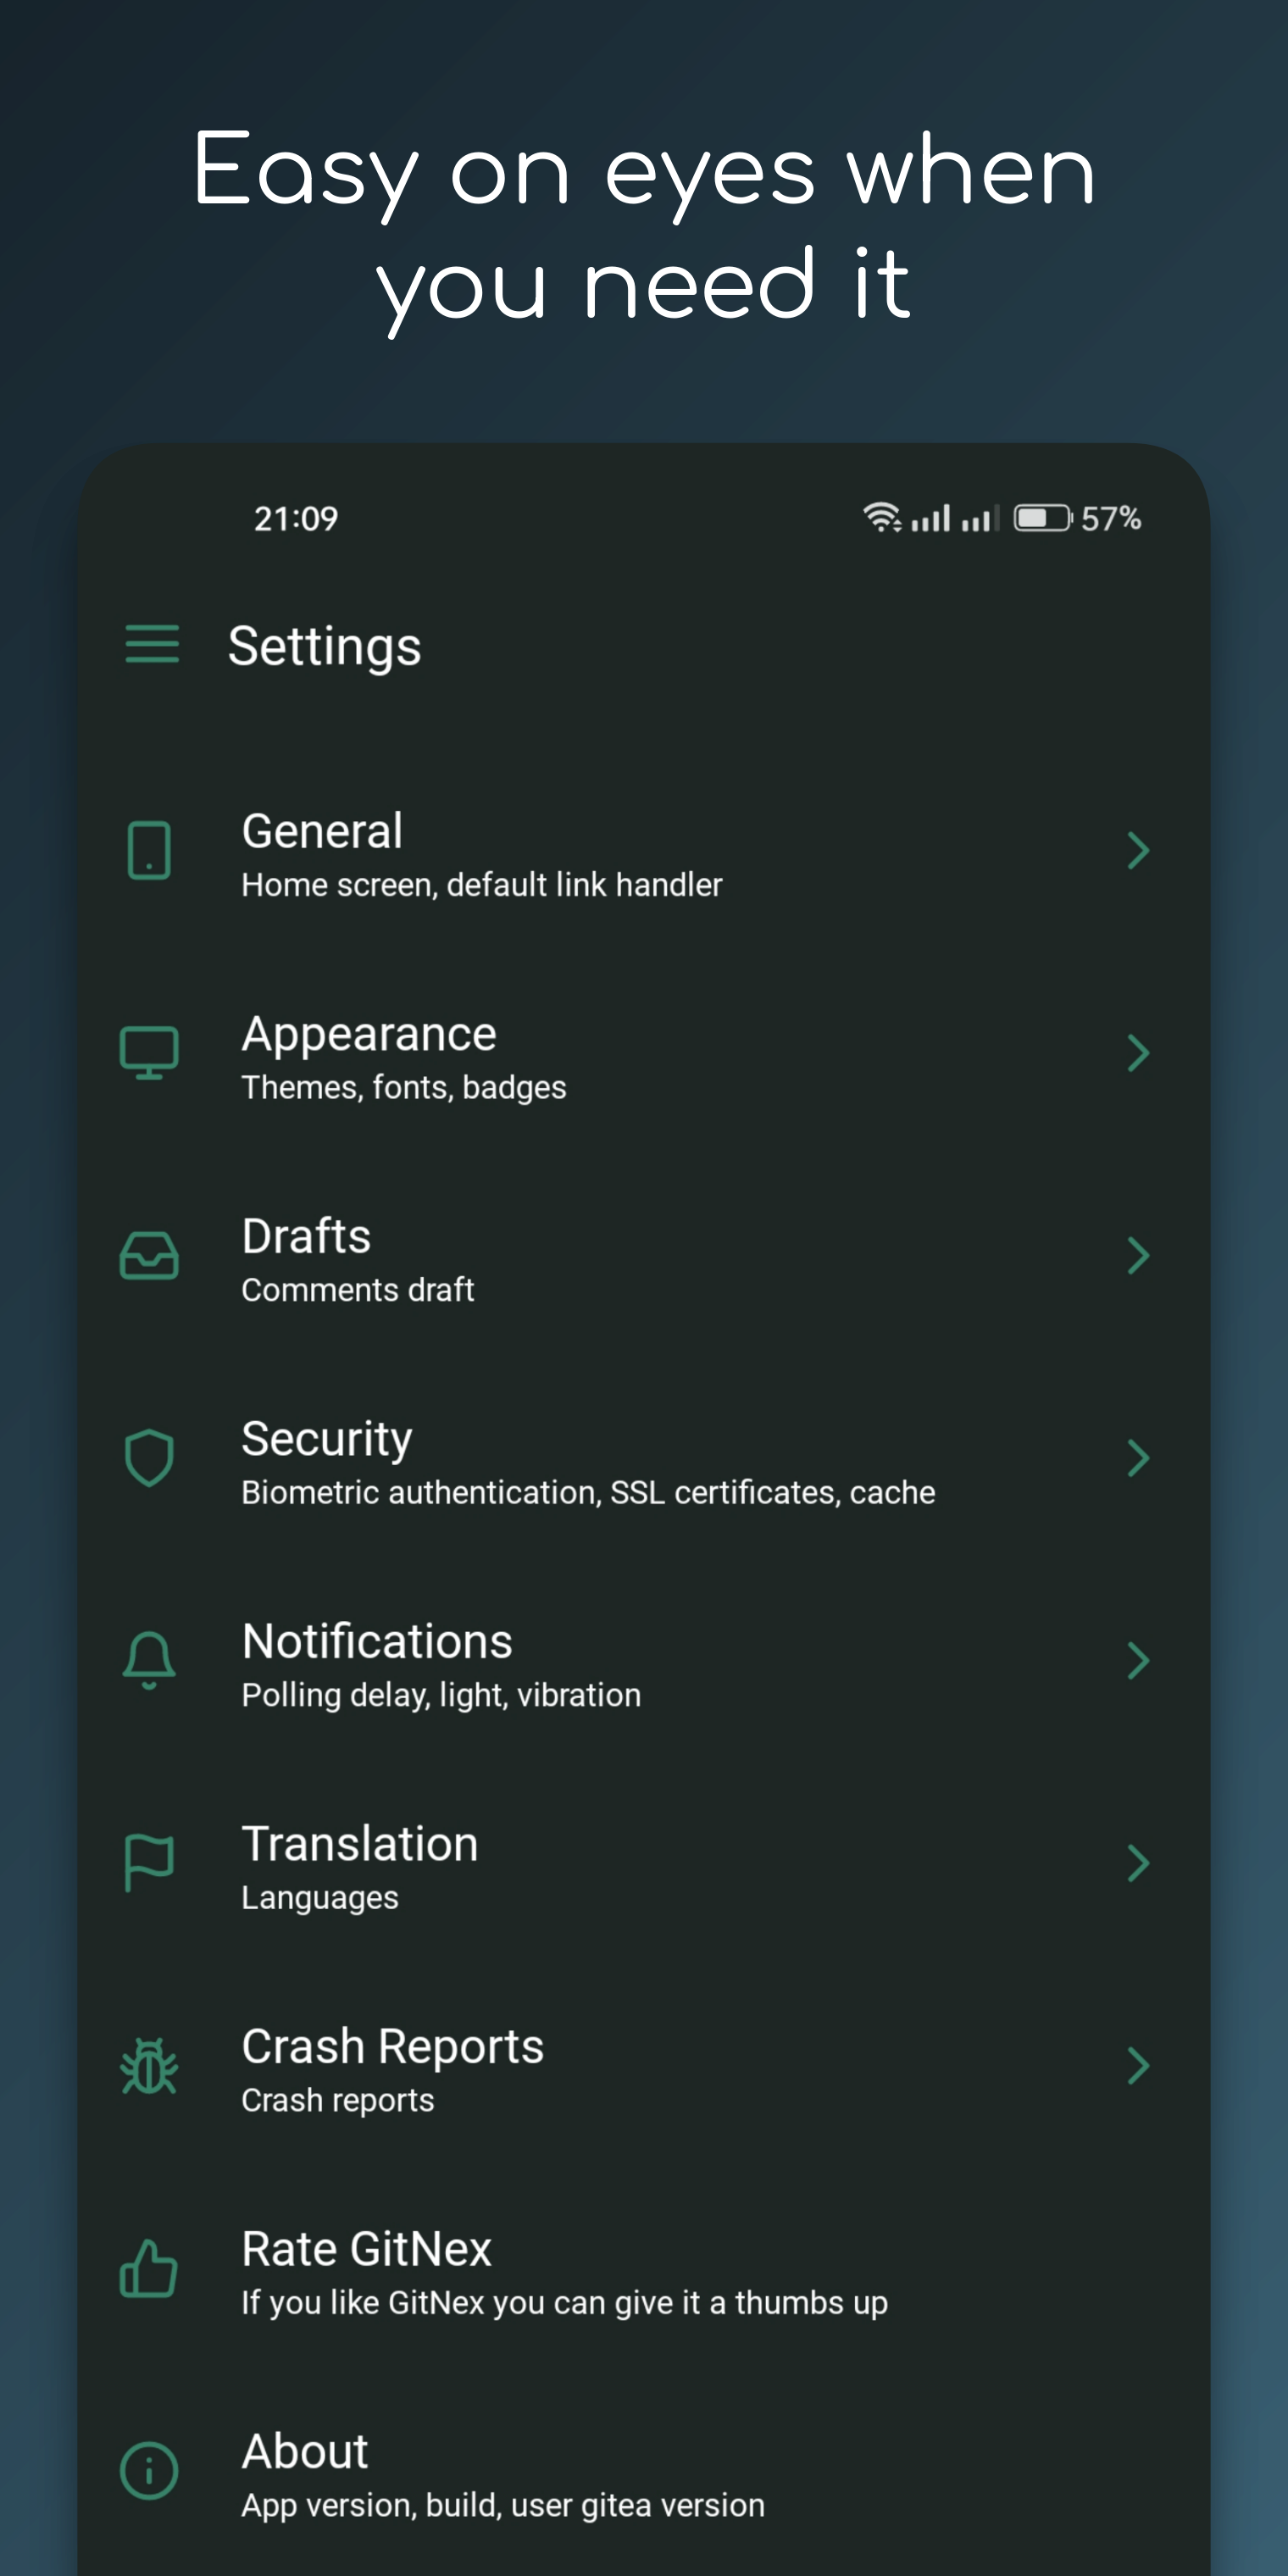 Easy on eyes when
you need it
21:09
57%
Settings
General
Home screen, default link handler
Appearance
Themes, fonts, badges
Drafts
Comments draft
Security
Biometric authentication, SSL certificates, cache
Notifications
Polling delay, light, vibration
Translation
Languages
Crash Reports
Crash reports
Rate GitNex
If you like GitNex you can give it a thumbs up
About
App version, build, user gitea version